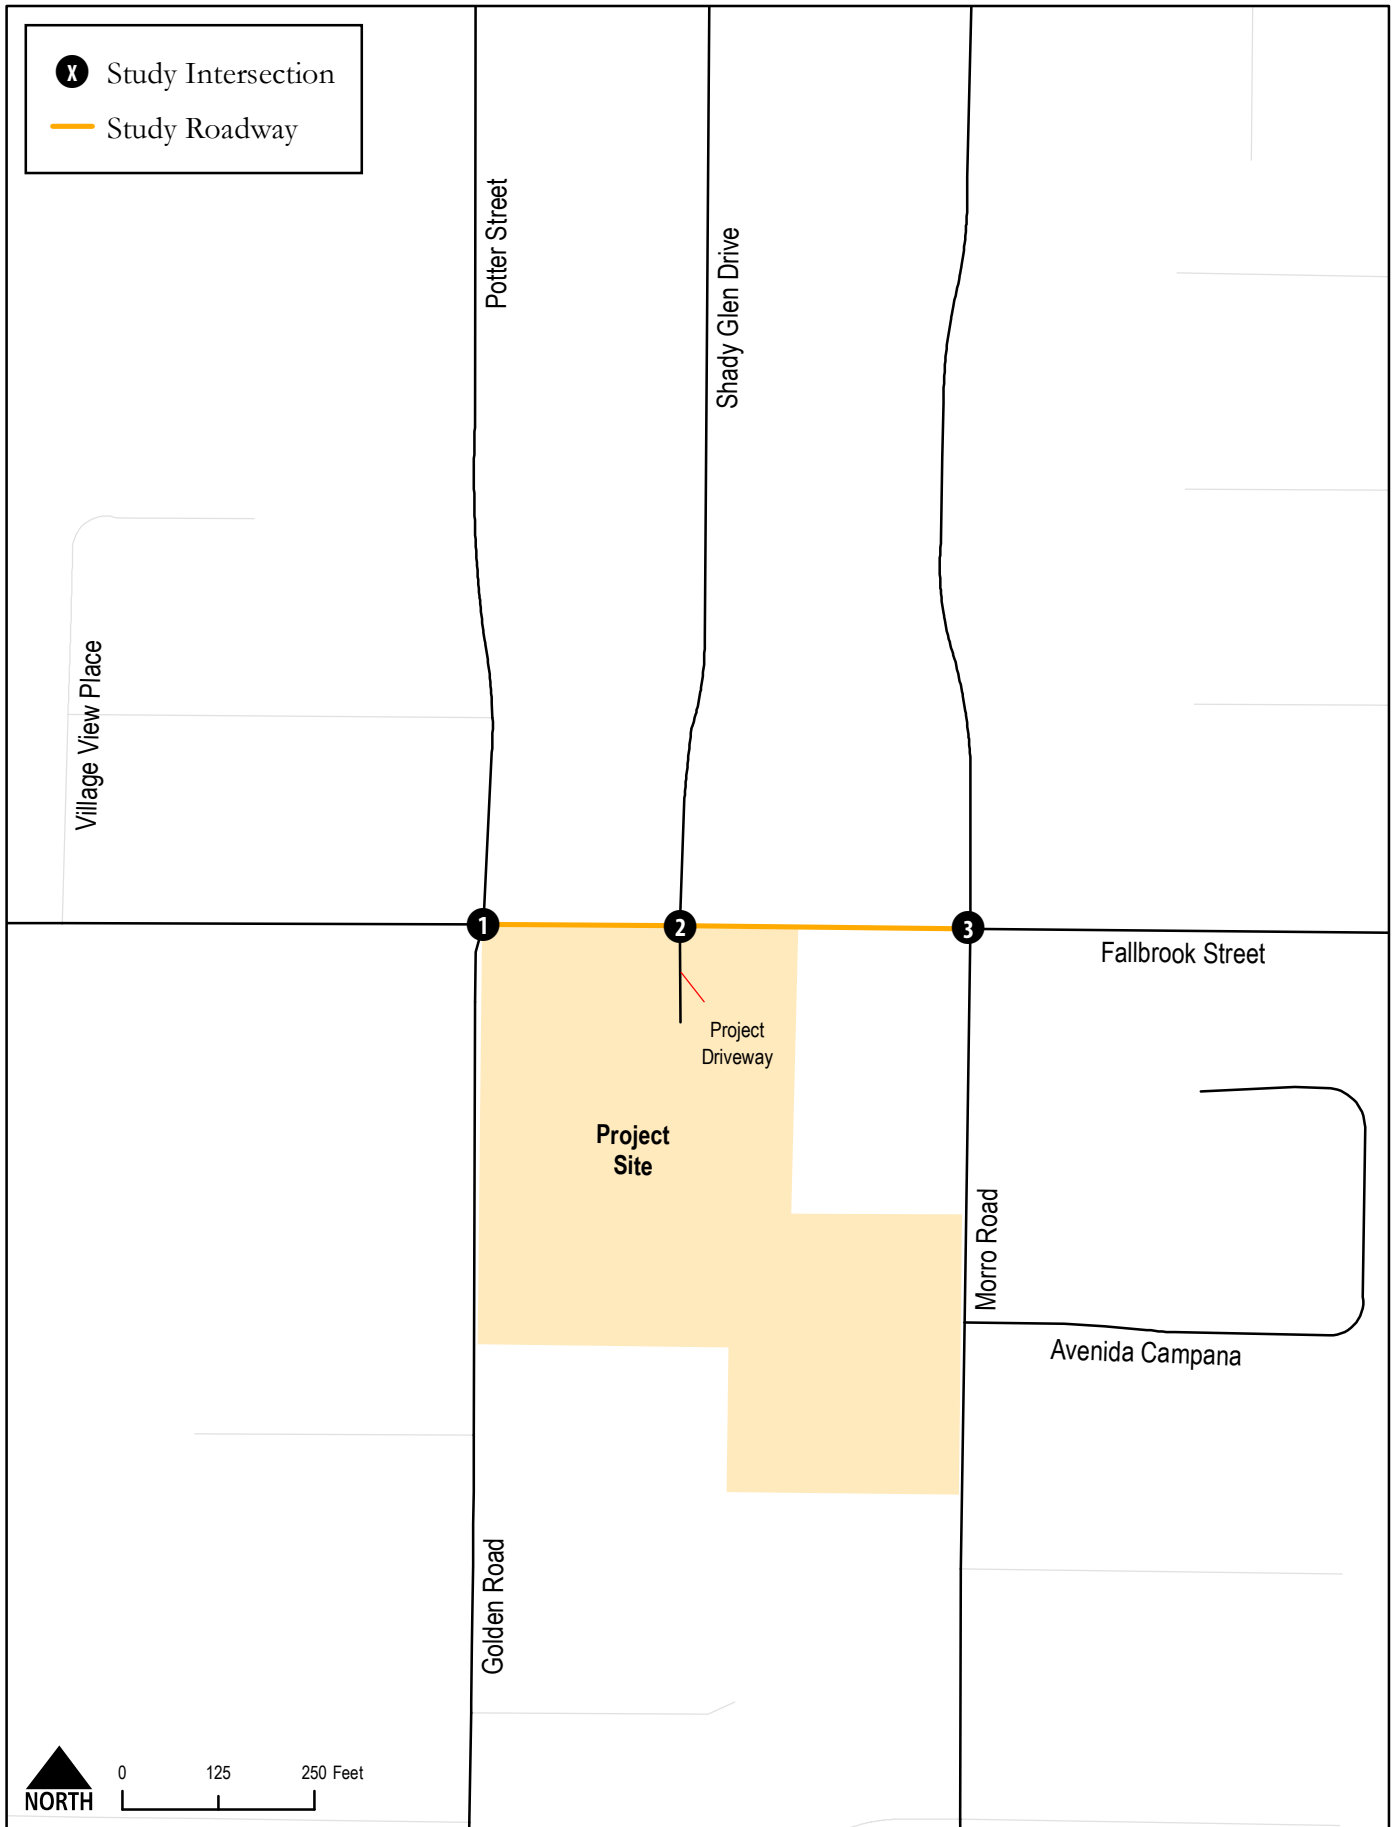 X Study Intersection
Study Roadway
Potter Street
Shady Glen Drive
Village View Place
1
2
3
Fallbrook Street
Project
Driveway
Project
Site
Morro Road
Avenida Campana
Golden Road
NORTH
0 125 250 Feet